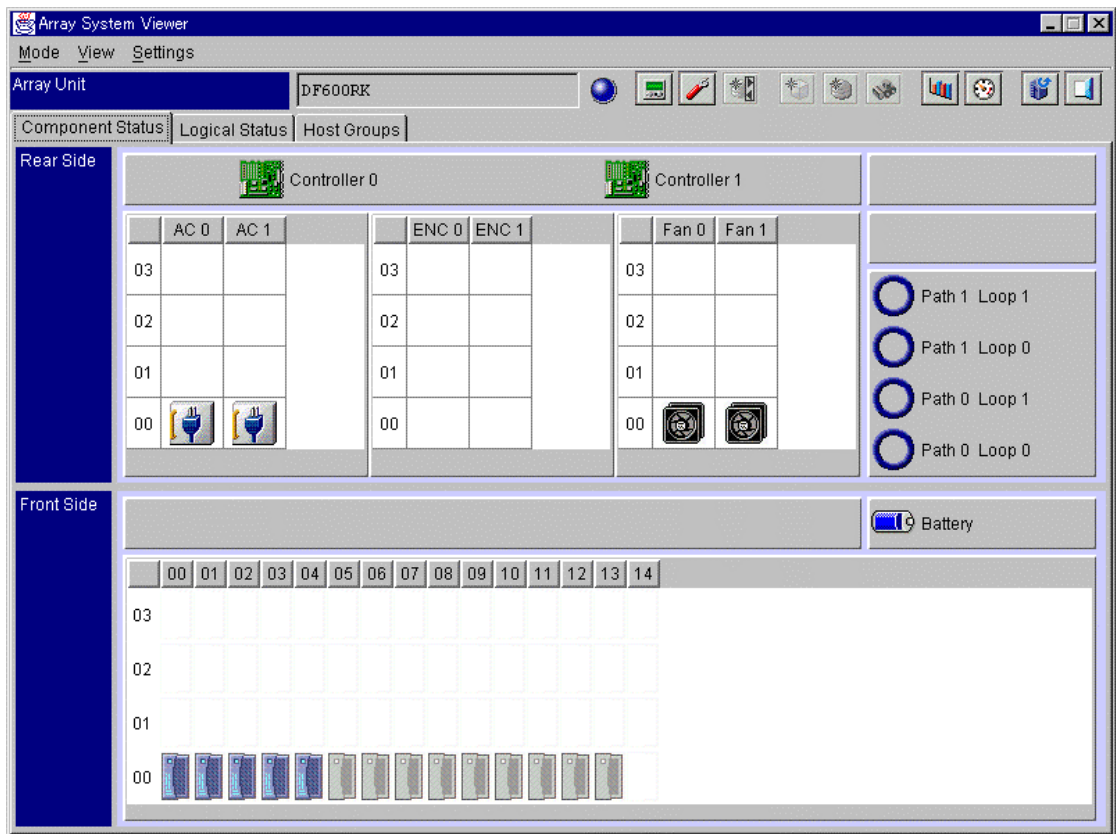 Array System Viewer
Mode View Settings
Array Unit DF600RK
Component Status Logical Status Host Groups
Rear Side
Controller 0 Controller 1
AC 0 AC 1 ENC 0 ENC 1 Fan 0 Fan 1
03 03 03
Path 1 Loop 1
02 02 02
Path 1 Loop 0
01 01 01
Path 0 Loop 1
00 00 00
Path 0 Loop 0
Front Side
Battery
00 01 02 03 04 05 06 07 08 09 10 11 12 13 14
03
02
01
00